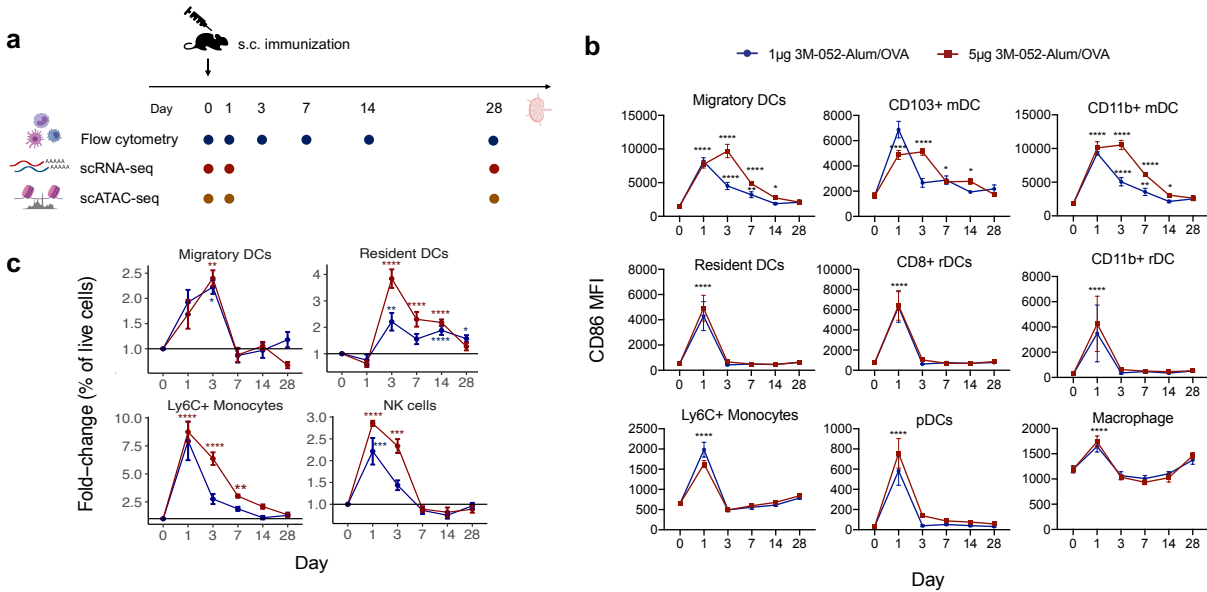 a
s.c. immunization
Day 0 1 3 7 14 28
Flow cytometry
AAAAA
AAAAA
scRNA-seq
scATAC-seq
b
1µg 3M-052-Alum/OVA 5µg 3M-052-Alum/OVA
CD86 MFI
Migratory DCs
15000
10000
5000
0
**** **** **** **** ** *
0 1 3 7 14 28
CD103+ mDC
8000
6000
4000
2000
0
**** **** * *
0 1 3 7 14 28
CD11b+ mDC
15000
10000
5000
0
**** **** **** **** ** *
0 1 3 7 14 28
Resident DCs
8000
6000
4000
2000
0
****
0 1 3 7 14 28
CD8+ rDCs
10000
8000
6000
4000
2000
0
****
0 1 3 7 14 28
CD11b+ rDC
8000
6000
4000
2000
0
****
0 1 3 7 14 28
Ly6C+ Monocytes
2500
2000
1500
1000
500
0
****
0 1 3 7 14 28
pDCs
1000
800
600
400
200
0
****
0 1 3 7 14 28
Macrophage
2000
1500
1000
500
0
****
0 1 3 7 14 28
Day
c
Fold−change (% of live cells)
Migratory DCs
2.5
2.0
1.5
1.0
**
*
0 1 3 7 14 28
Resident DCs
4
3
2
1
**** **** ****
** **** *
0 1 3 7 14 28
Ly6C+ Monocytes
10.0
7.5
5.0
2.5
**** **** **
0 1 3 7 14 28
NK cells
3.0
2.5
2.0
1.5
1.0
**** ***
***
0 1 3 7 14 28
Day